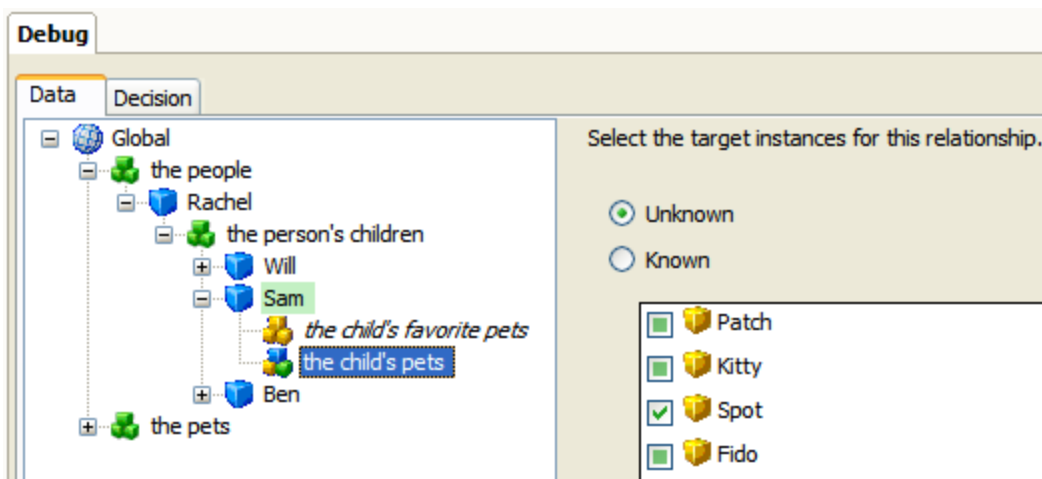 Debug
Data
Decision
Global
the people
Rachel
the person's children
Will
Sam
the child's favorite pets
the child's pets
Ben
the pets
Select the target instances for this relationship.
Unknown
Known
Patch
Kitty
Spot
Fido